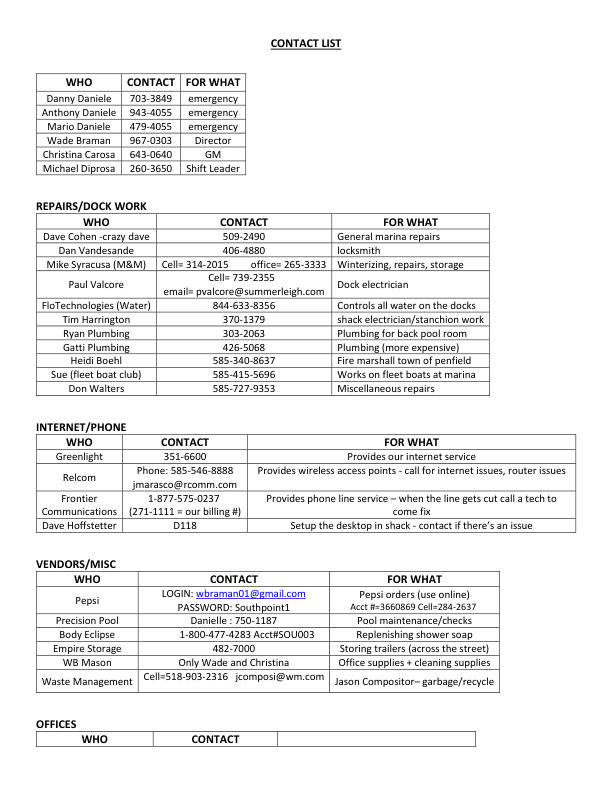 CONTACT LIST
WHO CONTACT FOR WHAT
Danny Daniele 703-3849 emergency
Anthony Daniele 943-4055 emergency
Mario Daniele 479-4055 emergency
Wade Braman 967-0303 Director
Christina Carosa 643-0640 GM
Michael Diprosa 260-3650 Shift Leader
REPAIRS/DOCK WORK
WHO CONTACT FOR WHAT
Dave Cohen -crazy dave 509-2490 General marina repairs
Dan Vandesande 406-4880 locksmith
Mike Syracusa (M&M) Cell= 314-2015 office= 265-3333 Winterizing, repairs, storage
Paul Valcore Cell= 739-2355 Dock electrician
email= pvalcore@summerleigh.com
FloTechnologies (Water) 844-633-8356 Controls all water on the docks
Tim Harrington 370-1379 shack electrician/stanchion work
Ryan Plumbing 303-2063 Plumbing for back pool room
Gatti Plumbing 426-5068 Plumbing (more expensive)
Heidi Boehl 585-340-8637 Fire marshall town of penfield
Sue (fleet boat club) 585-415-5696 Works on fleet boats at marina
Don Walters 585-727-9353 Miscellaneous repairs
INTERNET/PHONE
WHO CONTACT FOR WHAT
Greenlight 351-6600 Provides our internet service
Relcom Phone: 585-546-8888 Provides wireless access points - call for internet issues, router issues
jmarasco@rcomm.com
Frontier 1-877-575-0237 Provides phone line service – when the line gets cut call a tech to
Communications (271-1111 = our billing #) come fix
Dave Hoffstetter D118 Setup the desktop in shack - contact if there's an issue
VENDORS/MISC
WHO CONTACT FOR WHAT
Pepsi LOGIN: wbraman01@gmail.com Pepsi orders (use online)
PASSWORD: Southpoint1 Acct #=3660869 Cell=284-2637
Precision Pool Danielle : 750-1187 Pool maintenance/checks
Body Eclipse 1-800-477-4283 Acct#SOU003 Replenishing shower soap
Empire Storage 482-7000 Storing trailers (across the street)
WB Mason Only Wade and Christina Office supplies + cleaning supplies
Waste Management Cell=518-903-2316 jcomposi@wm.com Jason Compositor– garbage/recycle
OFFICES
WHO CONTACT